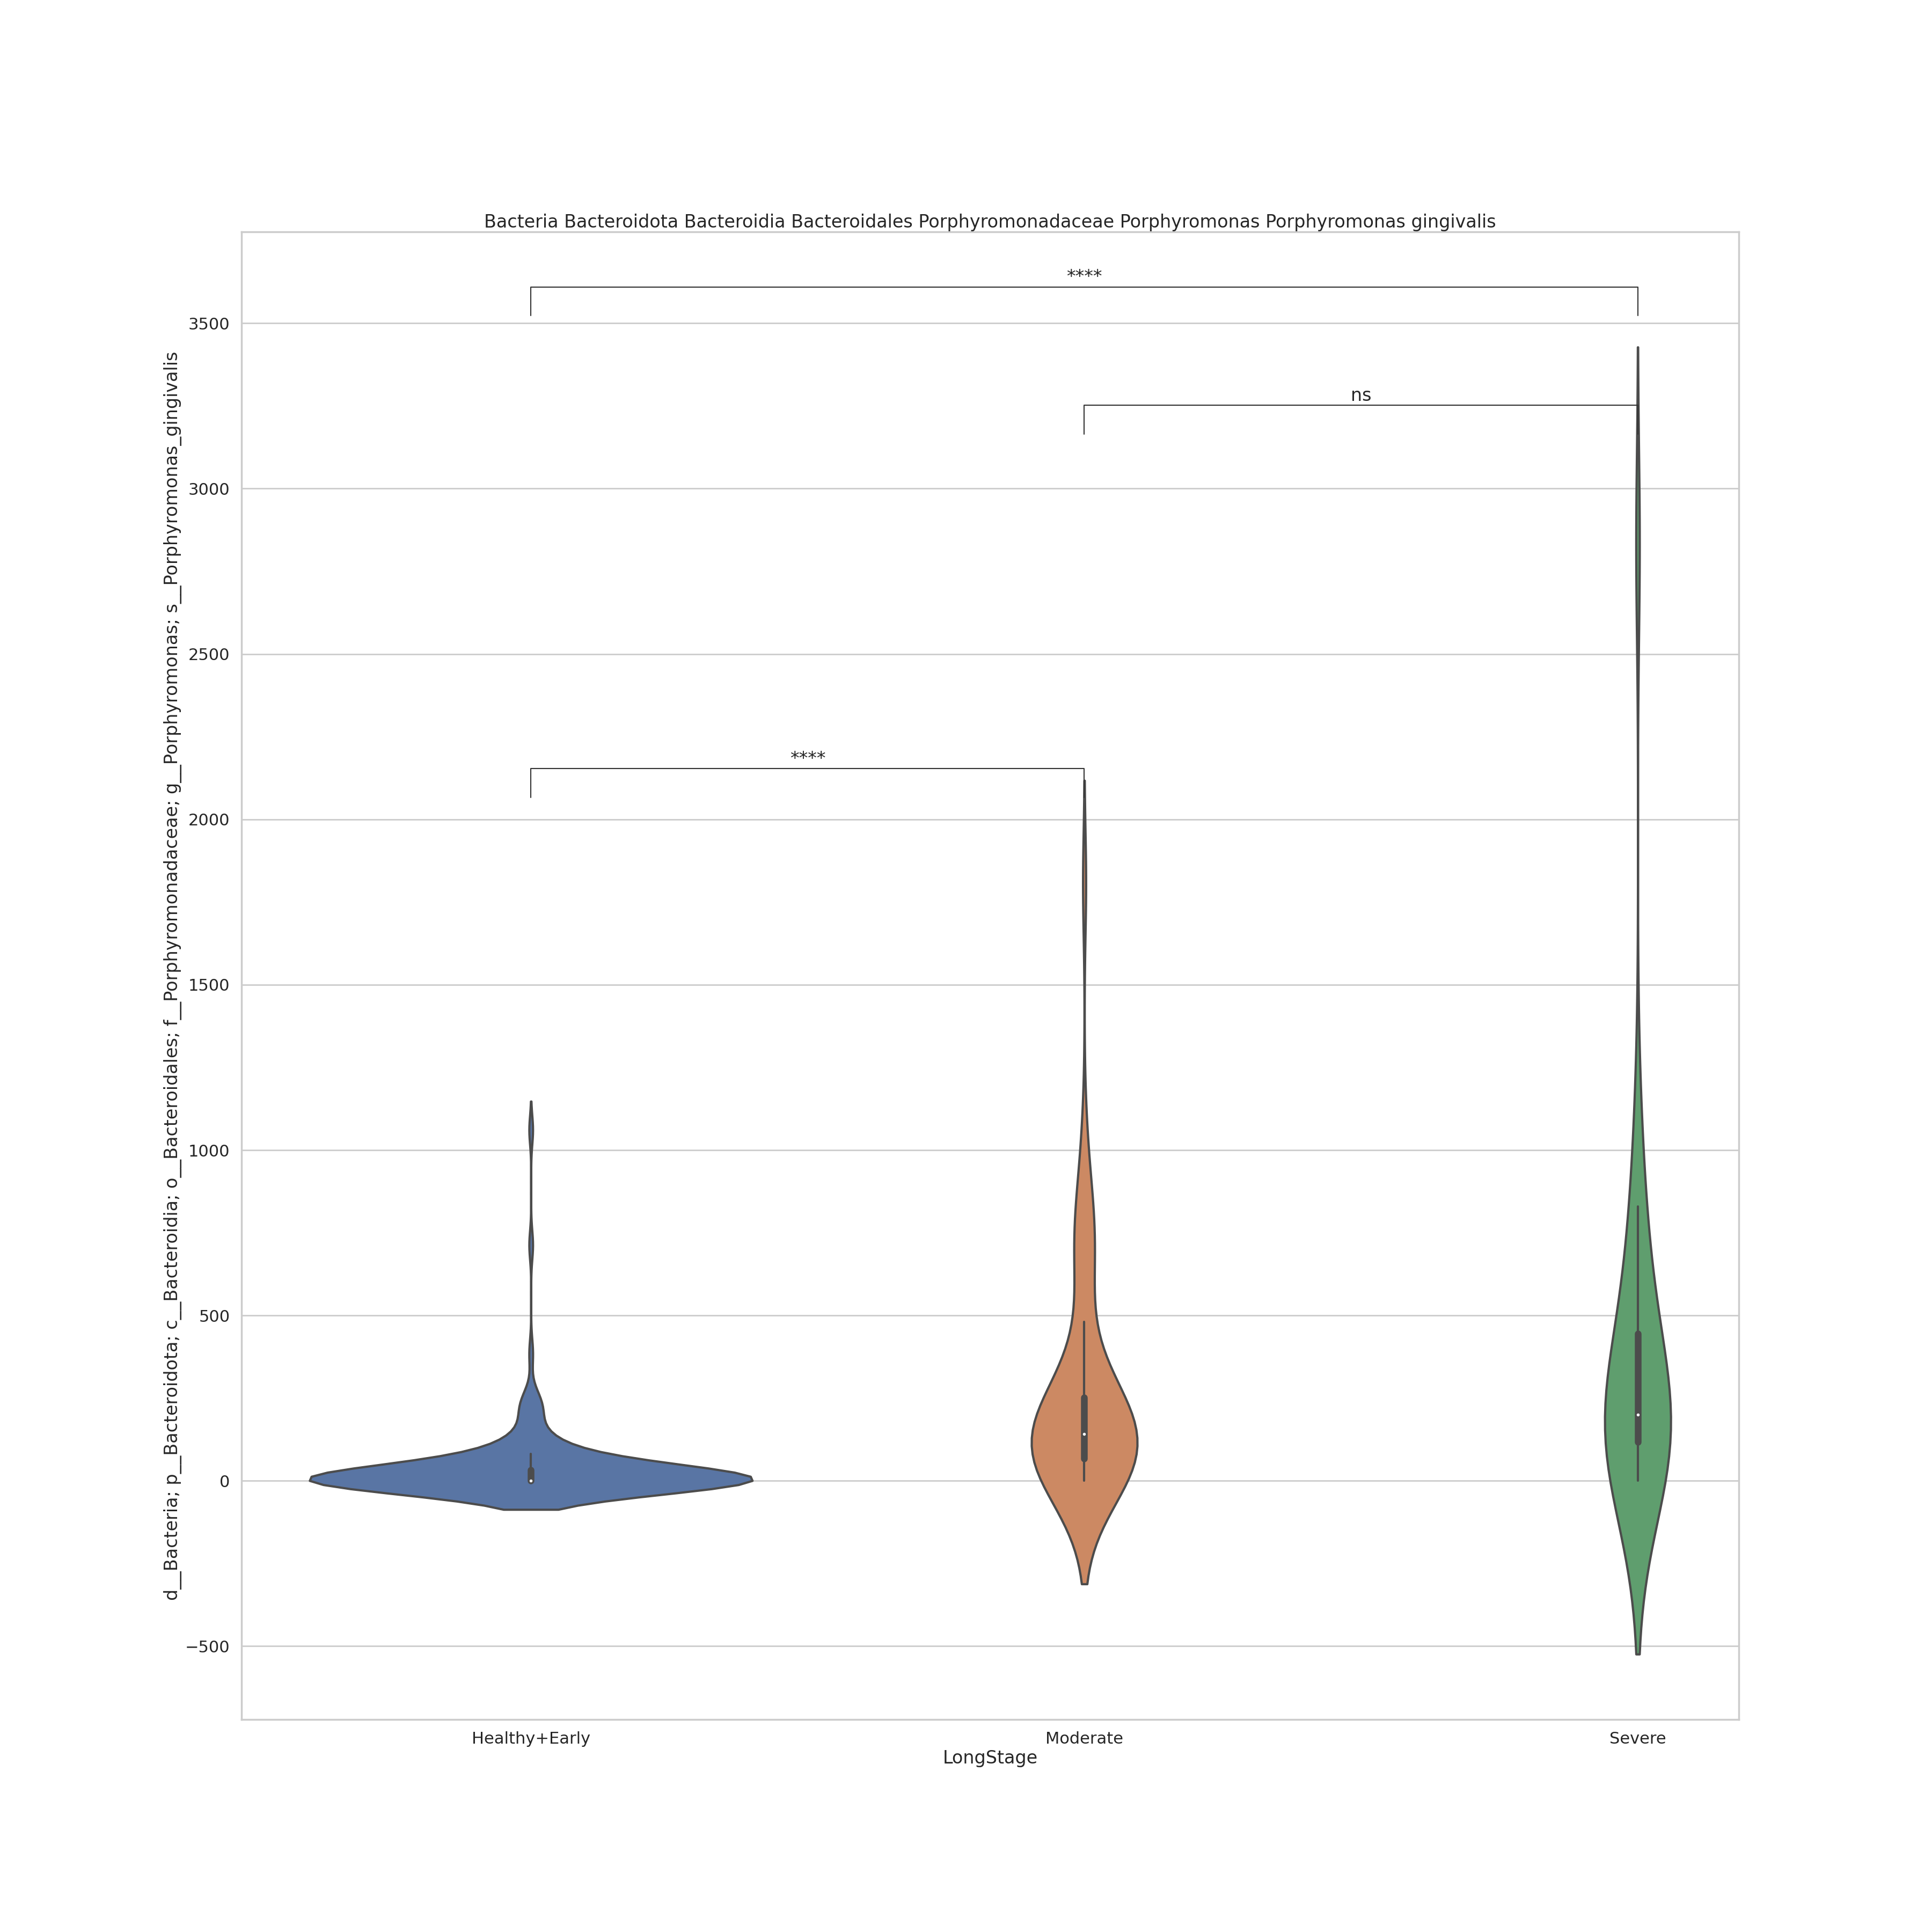 Bacteria Bacteroidota Bacteroidia Bacteroidales Porphyromonadaceae Porphyromonas Porphyromonas gingivalis
****
ns
****
3500
3000
2500
2000
1500
1000
500
0
−500
d__Bacteria; p__Bacteroidota; c__Bacteroidia; o__Bacteroidales; f__Porphyromonadaceae; g__Porphyromonas; s__Porphyromonas_gingivalis
Healthy+Early
Moderate
Severe
LongStage